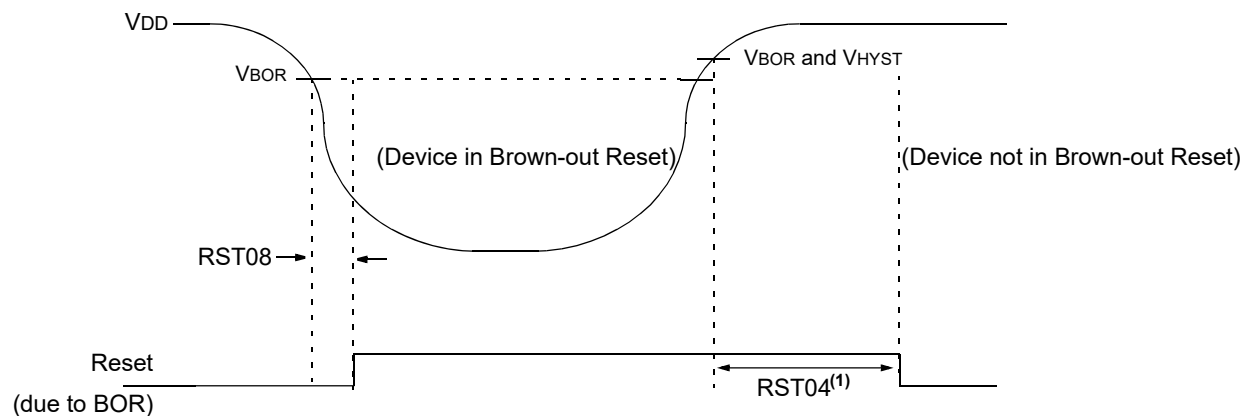 VDD
VBOR and VHYST
VBOR
(Device in Brown-out Reset)
(Device not in Brown-out Reset)
RST08
Reset
RST04(1)
(due to BOR)